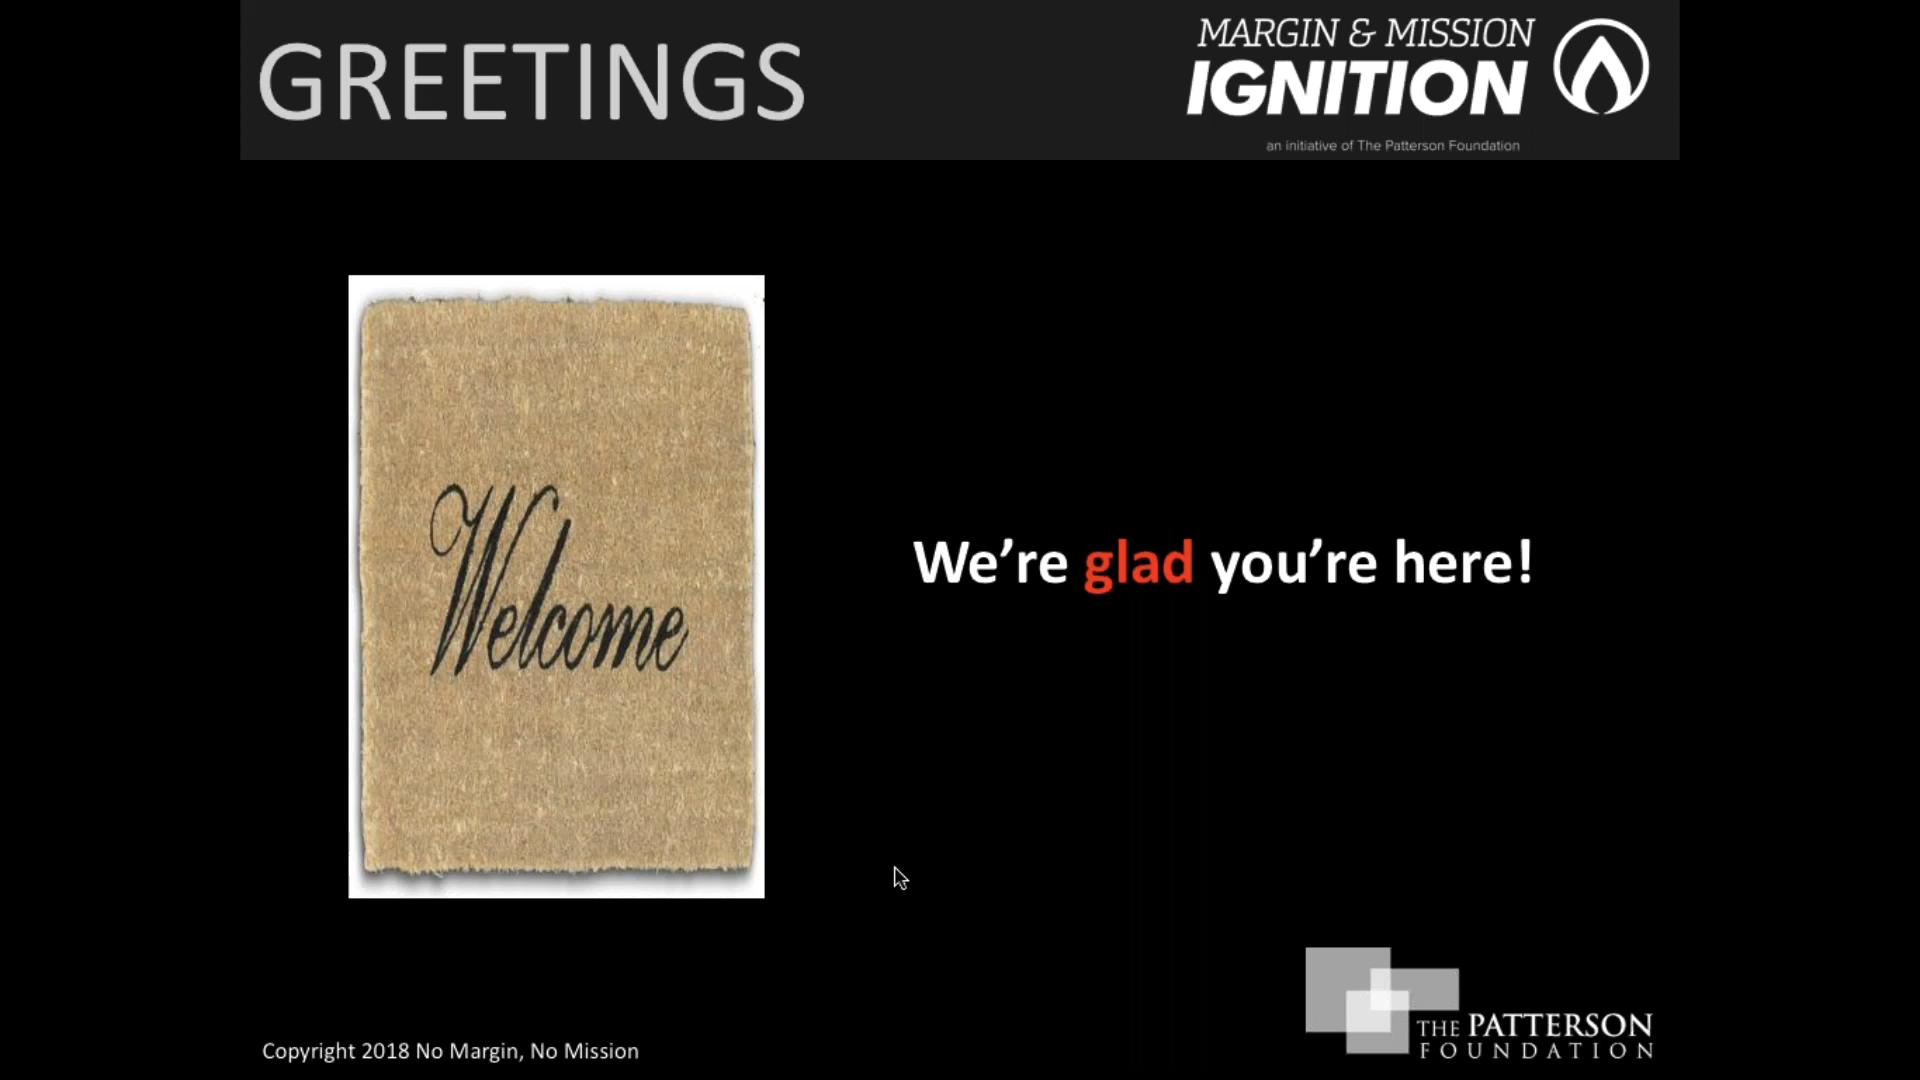 GREETINGS
MARGIN & MISSION
IGNITION
an initiative of The Patterson Foundation
Welcome
We’re glad you’re here!
THE PATTERSON
FOUNDATION
Copyright 2018 No Margin, No Mission